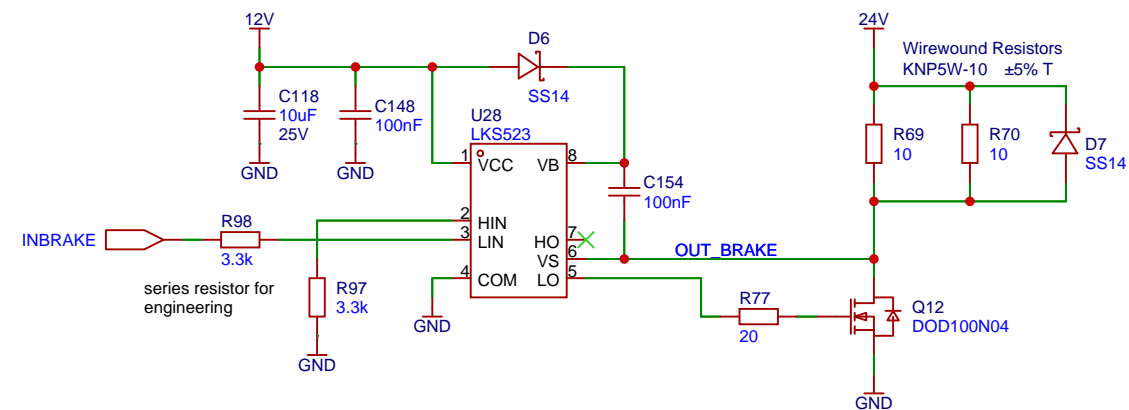 12V
24V
D6
Wirewound Resistors
KNP5W-10 ±5% T
SS14
C118
10uF
25V
C148
100nF
U28
LKS523
R69
10
R70
10
D7
SS14
GND
GND
1
VCC
VB
8
C154
100nF
2
HIN
R98
INBRAKE
3
LIN
HO
7
3.3k
VS
6
OUT_BRAKE
4
COM
LO
5
series resistor for
engineering
R97
3.3k
R77
20
Q12
DOD100N04
GND
GND
GND